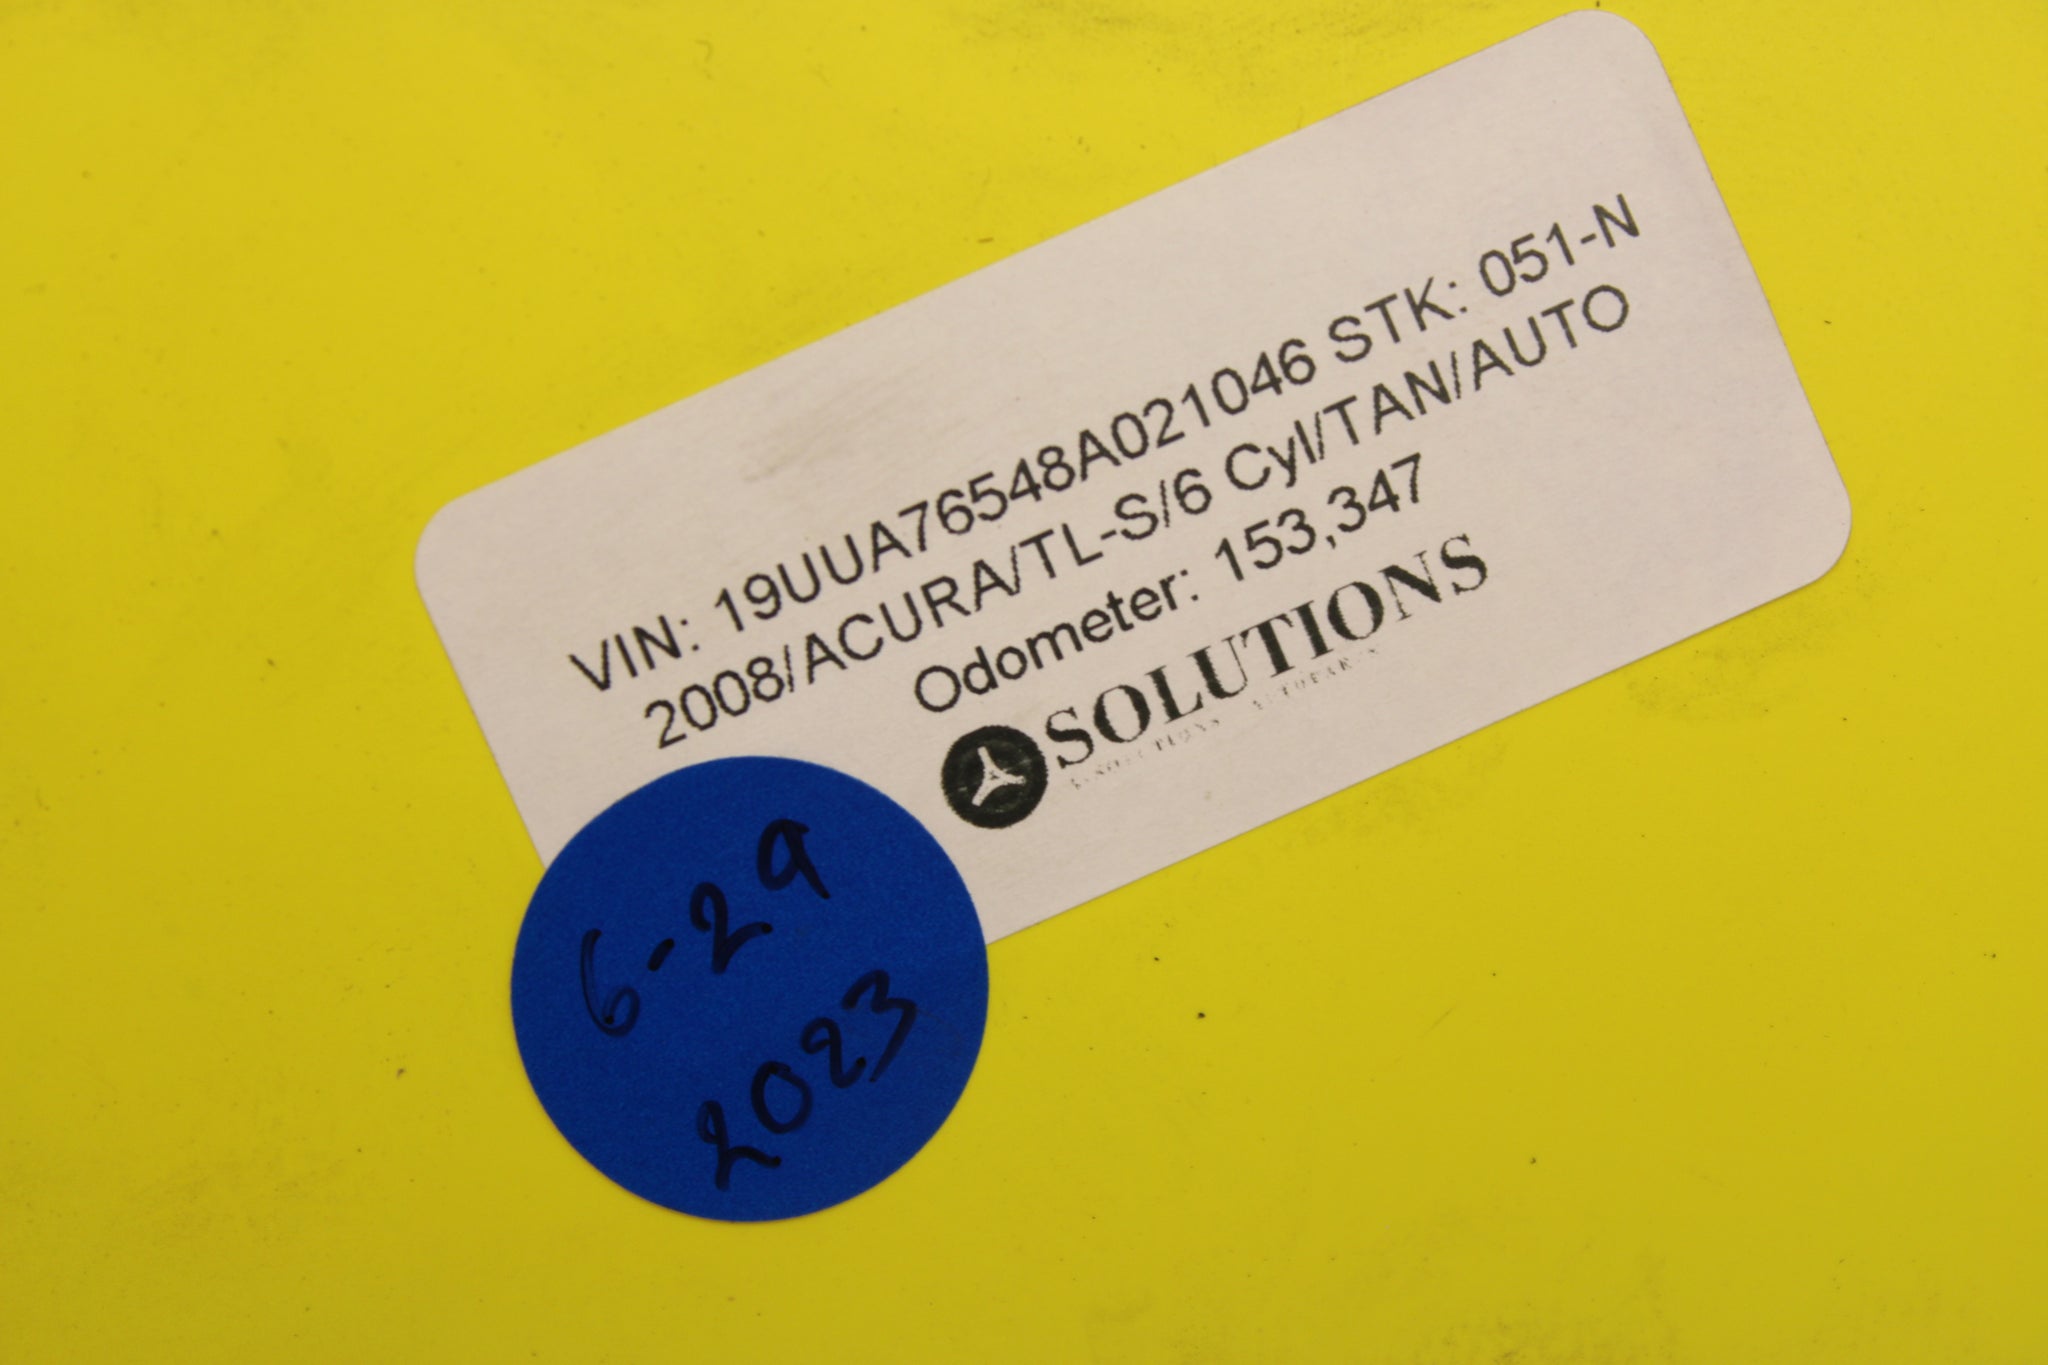 VIN: 19UUA76548A021046 STK: 051-N
2008/ACURA/TL-S/6 Cyl/TAN/AUTO
Odometer: 153,347
SOLUTIONS
6-29
2023